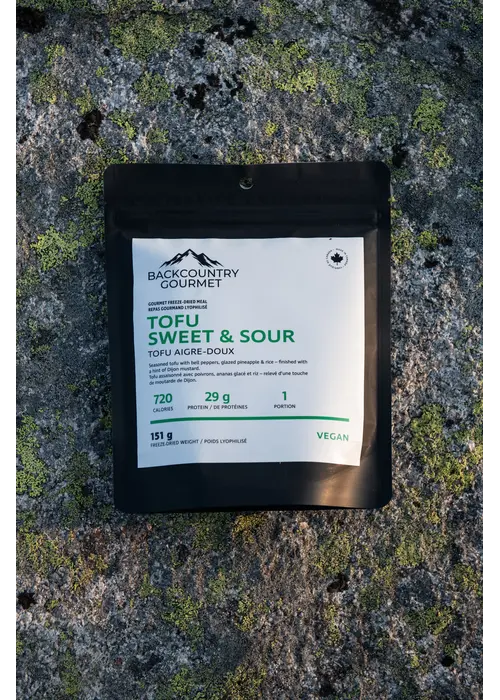 BACKCOUNTRY
GOURMET
GOURMET FREEZE-DRIED MEAL
REPAS GOURMAND LYOPHILISÉ
TOFU
SWEET & SOUR
TOFU AIGRE-DOUX
Seasoned tofu with bell peppers, glazed pineapple & rice – finished with
a hint of Dijon mustard.
Tofu assaisonné avec poivrons, ananas glacé et riz – relevé d'une touche
de moutarde de Dijon.
720 29 g 1
CALORIES PROTEIN / DE PROTÉINES PORTION
151 g
FREEZE-DRIED WEIGHT / POIDS LYOPHILISÉ
VEGAN